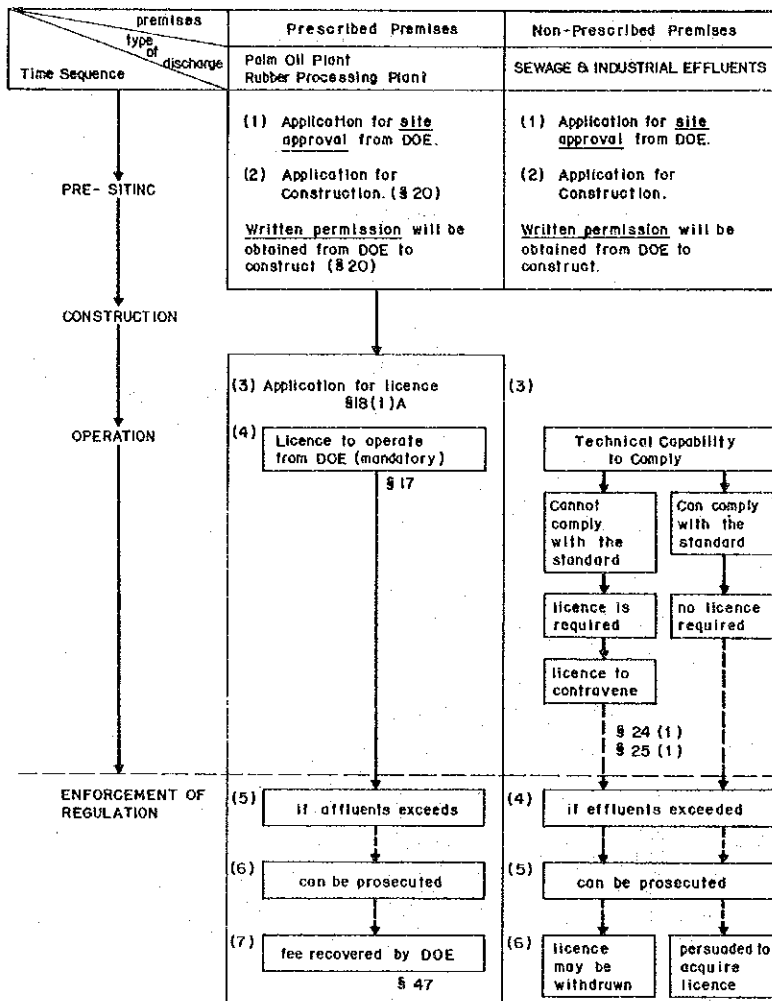 premises
type of discharge
Time Sequence
Prescribed Premises
Palm Oil Plant
Rubber Processing Plant
Non-Prescribed Premises
SEWAGE & INDUSTRIAL EFFLUENTS
PRE- SITING
(1) Application for site
approval from DOE.
(2) Application for
Construction. (§ 20)
Written permission will be
obtained from DOE to
construct (§ 20)
(1) Application for site
approval from DOE.
(2) Application for
Construction.
Written permission will be
obtained from DOE to
construct.
CONSTRUCTION
OPERATION
(3) Application for licence
§18(1)A
(4) Licence to operate
from DOE (mandatory)
§ 17
(3)
Technical Capability
to Comply
Cannot
comply
with the
standard
Can comply
with the
standard
licence is
required
no licence
required
licence to
contravene
§ 24 (1)
§ 25 (1)
ENFORCEMENT OF
REGULATION
(5) if affluents exceeds
(6) can be prosecuted
(7) fee recovered by DOE
§ 47
(4) if effluents exceeded
(5) can be prosecuted
(6) licence
may be
withdrawn
persuaded to
acquire
licence